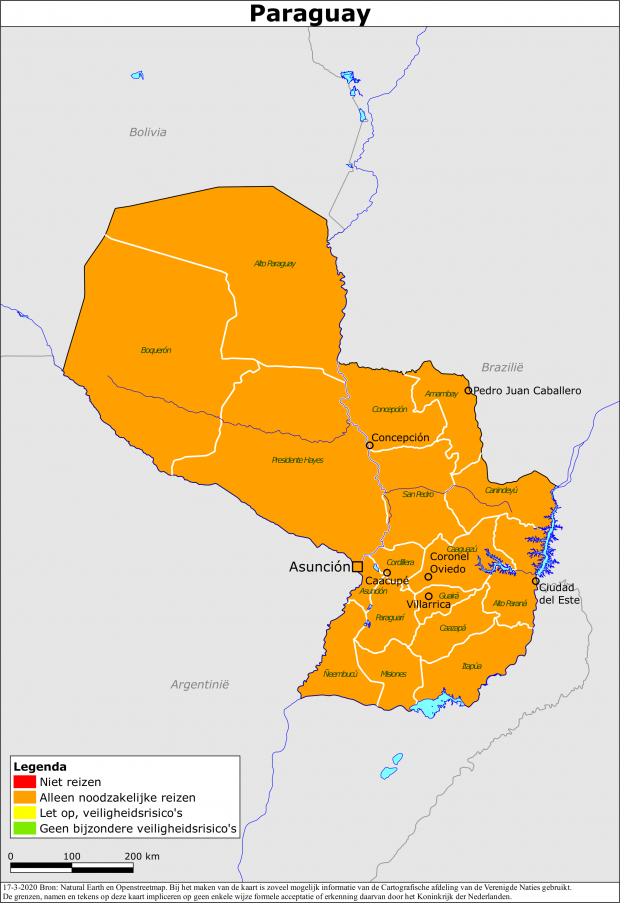 Paraguay
Bolivia
Alto Paraguay
Boquerón
Brazilië
Pedro Juan Caballero
Amambay
Concepción
Concepción
Presidente Hayes
San Pedro
Canindeyú
Caaguazú
Coronel
Oviedo
Cordillera
Asunción
Caacupé
Asunción
Ciudad
del Este
Guairá
Villarrica
Alto Paraná
Paraguarí
Caazapá
Itapúa
Ñeembucú
Misiones
Argentinië
Legenda
Niet reizen
Alleen noodzakelijke reizen
Let op, veiligheidsrisico's
Geen bijzondere veiligheidsrisico's
0 100 200 km
17-3-2020 Bron: Natural Earth en Openstreetmap. Bij het maken van de kaart is zoveel mogelijk informatie van de Cartografische afdeling van de Verenigde Naties gebruikt.
De grenzen, namen en tekens op deze kaart impliceren op geen enkele wijze formele acceptatie of erkenning daarvan door het Koninkrijk der Nederlanden.